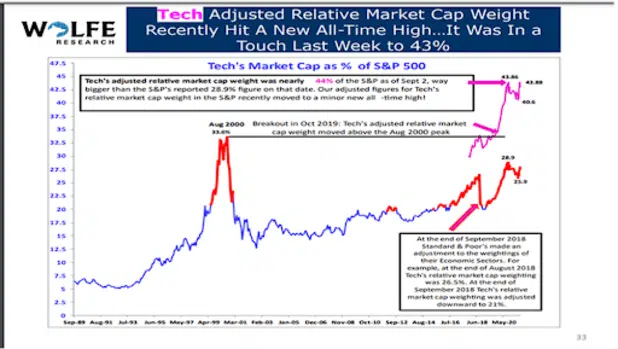 WOLFE
RESEARCH
Tech Adjusted Relative Market Cap Weight
Recently Hit A New All-Time High...It Was In a
Touch Last Week to 43%
Tech's Market Cap as % of S&P 500
Tech's adjusted relative market cap weight was nearly 44% of the S&P as of Sept 2, way
bigger than the S&P's reported 28.9% figure on that date. Our adjusted figures for Tech's
relative market cap weight in the S&P recently moved to a minor new all -time high!
47.5
45
42.5
40
37.5
35
32.5
30
27.5
25
22.5
20
17.5
15
12.5
10
7.5
5
2.5
0
43.86
43.88
40.6
Aug 2000
33.6%
Breakout in Oct 2019: Tech's adjusted relative market
cap weight moved above the Aug 2000 peak
28.9
25.9
At the end of September 2018
Standard & Poor's made an
adjustment to the weightings of
their Economic Sectors. For
example, at the end of August 2018
Tech's relative market cap weighting
was 26.5%. At the end of
September 2018 Tech's relative
market cap weighting was adjusted
downward to 21%.
Sep-89 Aug-91 Jul-93 Jun-95 May-97 Apr-99 Mar-01 Feb-03 Jan-05 Dec-06 Nov-08 Oct-10 Sep-12 Aug-14 Jul-16 Jun-18 May-20
33